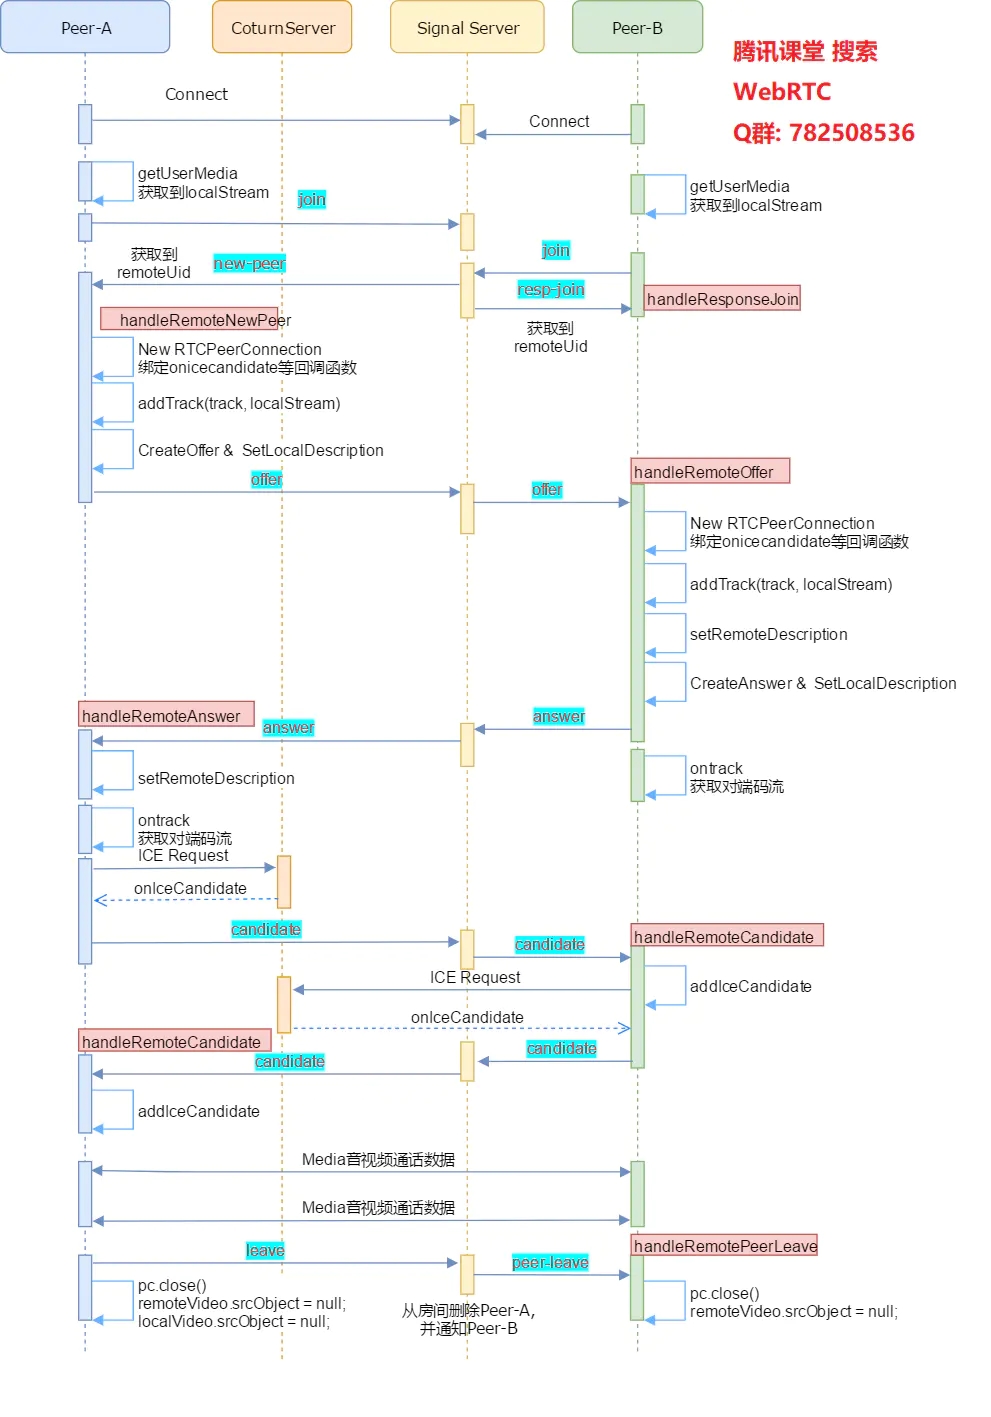 Peer-A
CoturnServer
Signal Server
Peer-B
腾讯课堂 搜索
WebRTC
Q群: 782508536
Connect
Connect
getUserMedia
获取到localStream
getUserMedia
获取到localStream
join
join
获取到
remoteUid
new-peer
resp-join
handleResponseJoin
handleRemoteNewPeer
获取到
remoteUid
New RTCPeerConnection
绑定onicecandidate等回调函数
addTrack(track, localStream)
CreateOffer & SetLocalDescription
offer
offer
handleRemoteOffer
New RTCPeerConnection
绑定onicecandidate等回调函数
addTrack(track, localStream)
setRemoteDescription
CreateAnswer & SetLocalDescription
handleRemoteAnswer
answer
answer
setRemoteDescription
ontrack
获取对端码流
ontrack
获取对端码流
ICE Request
onIceCandidate
candidate
candidate
handleRemoteCandidate
ICE Request
addIceCandidate
onIceCandidate
handleRemoteCandidate
candidate
candidate
addIceCandidate
Media音视频通话数据
Media音视频通话数据
leave
peer-leave
handleRemotePeerLeave
pc.close()
remoteVideo.srcObject = null;
localVideo.srcObject = null;
从房间删除Peer-A,
并通知Peer-B
pc.close()
remoteVideo.srcObject = null;